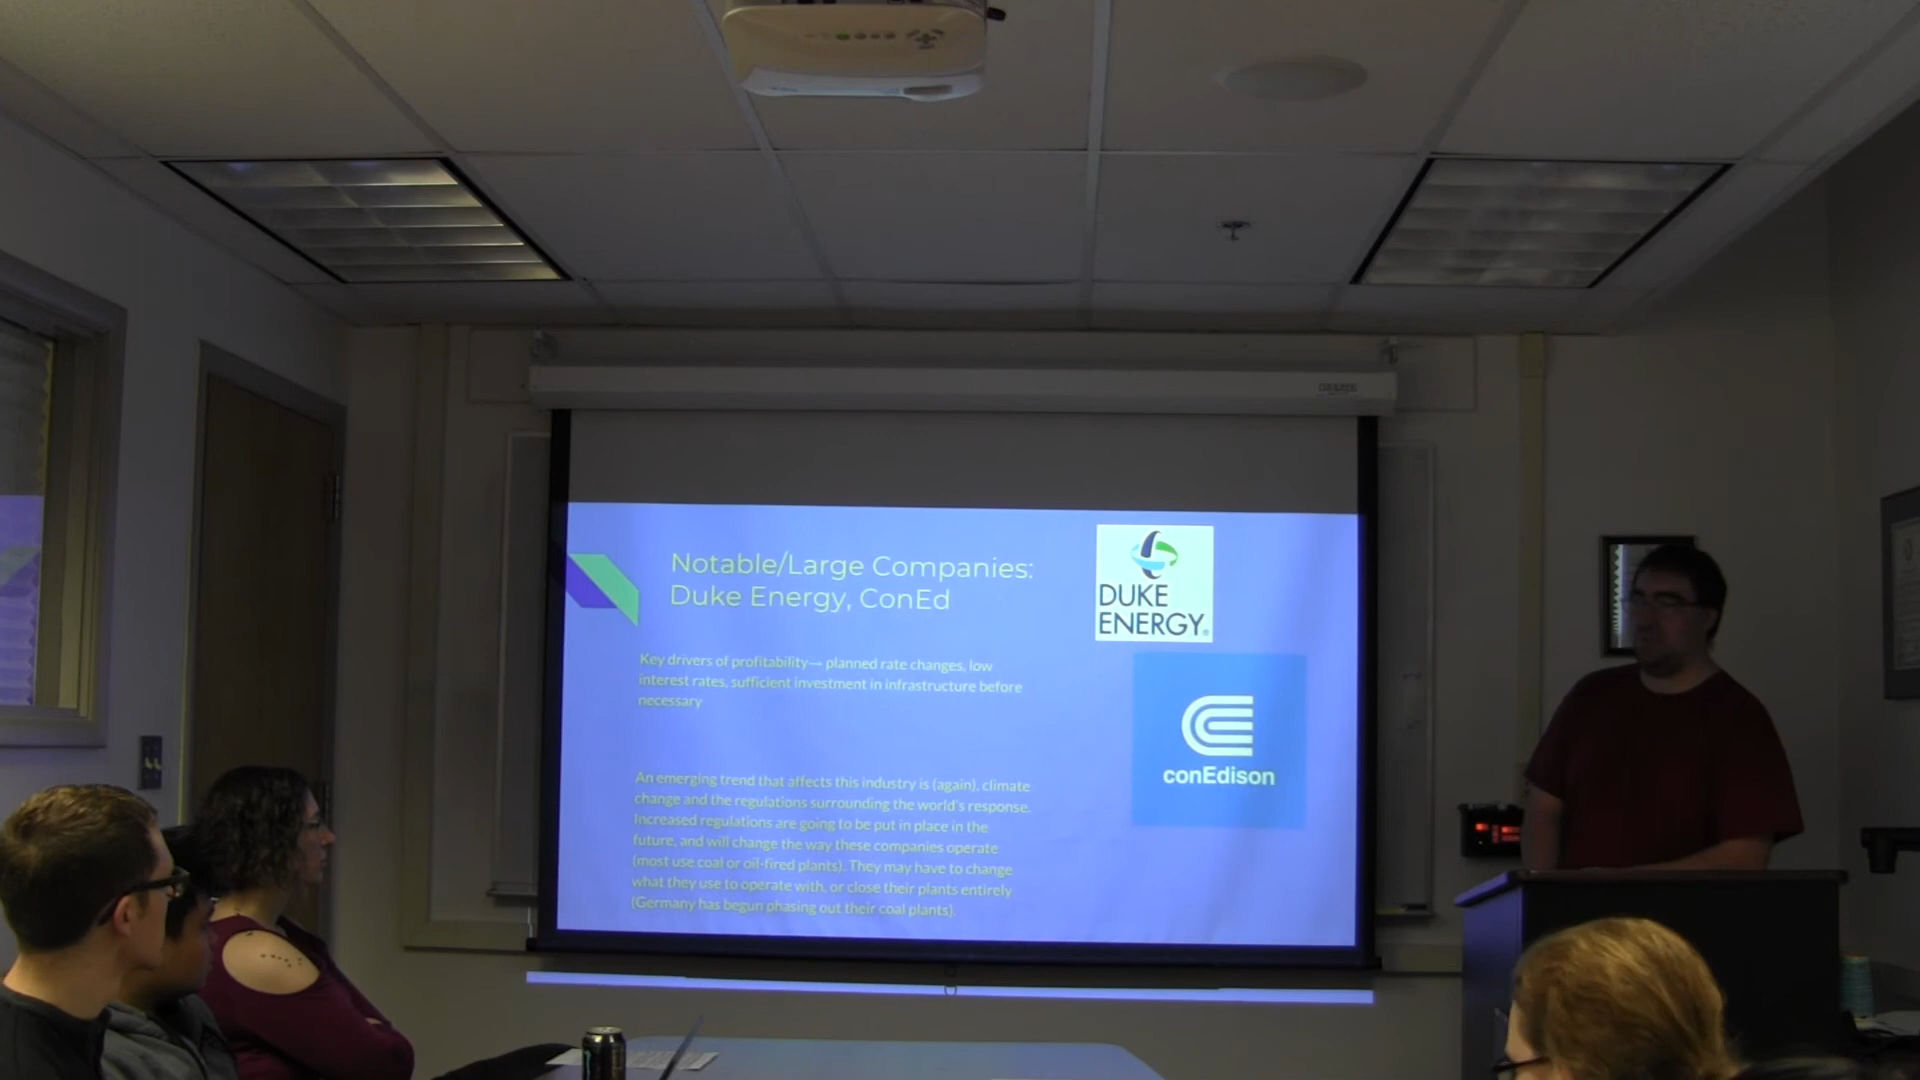 Notable/Large Companies:
Duke Energy, ConEd
DUKE
ENERGY®
Key drivers of profitability→ planned rate changes, low
interest rates, sufficient investment in infrastructure before
necessary
conEdison
An emerging trend that affects this industry is (again), climate
change and the regulations surrounding the world's response.
Increased regulations are going to be put in place in the
future, and will change the way these companies operate
(most use coal or oil-fired plants). They may have to change
what they use to operate with, or close their plants entirely
(Germany has begun phasing out their coal plants).